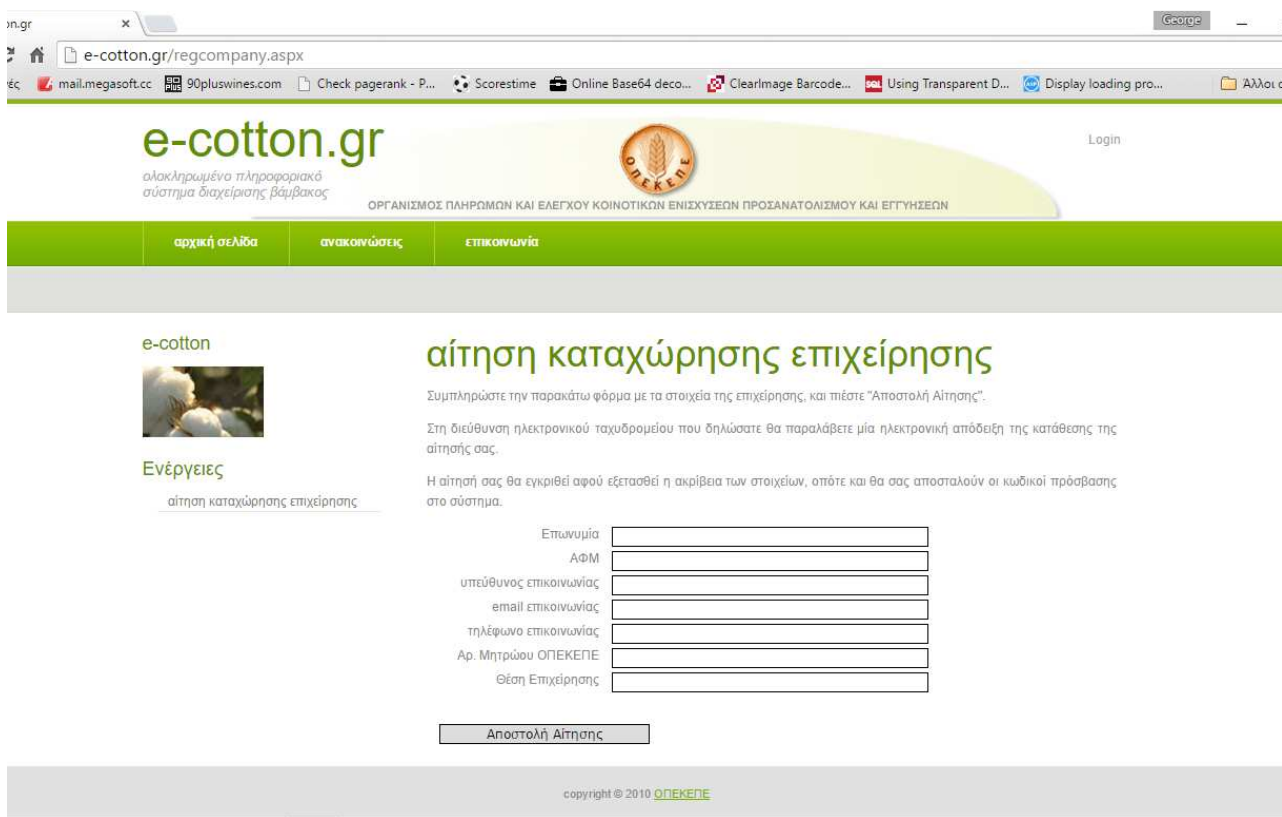 on.gr
George
e-cotton.gr/regcompany.aspx
mail.megasoft.cc 90pluswines.com Check pagerank - P... Scorestime Online Base64 deco... ClearImage Barcode... Using Transparent D... Display loading pro... Άλλοι
e-cotton.gr
ολοκληρωμένο πληροφοριακό
σύστημα διαχείρισης βάμβακος
ΟΠΕΚΕΠΕ
Login
ΟΡΓΑΝΙΣΜΟΣ ΠΛΗΡΩΜΩΝ ΚΑΙ ΕΛΕΓΧΟΥ ΚΟΙΝΟΤΙΚΩΝ ΕΝΙΣΧΥΣΕΩΝ ΠΡΟΣΑΝΑΤΟΛΙΣΜΟΥ ΚΑΙ ΕΓΓΥΗΣΕΩΝ
αρχική σελίδα ανακοινώσεις επικοινωνία
e-cotton
Ενέργειες
αίτηση καταχώρησης επιχείρησης
αίτηση καταχώρησης επιχείρησης
Συμπληρώστε την παρακάτω φόρμα με τα στοιχεία της επιχείρησης, και πιέστε "Αποστολή Αίτησης".
Στη διεύθυνση ηλεκτρονικού ταχυδρομείου που δηλώσατε θα παραλάβετε μία ηλεκτρονική απόδειξη της κατάθεσης της
αίτησής σας.
Η αίτησή σας θα εγκριθεί αφού εξετασθεί η ακρίβεια των στοιχείων, οπότε και θα σας αποσταλούν οι κωδικοί πρόσβασης
στο σύστημα.
Επωνυμία
ΑΦΜ
υπεύθυνος επικοινωνίας
email επικοινωνίας
τηλέφωνο επικοινωνίας
Αρ. Μητρώου ΟΠΕΚΕΠΕ
Θέση Επιχείρησης
Αποστολή Αίτησης
copyright © 2010 ΟΠΕΚΕΠΕ